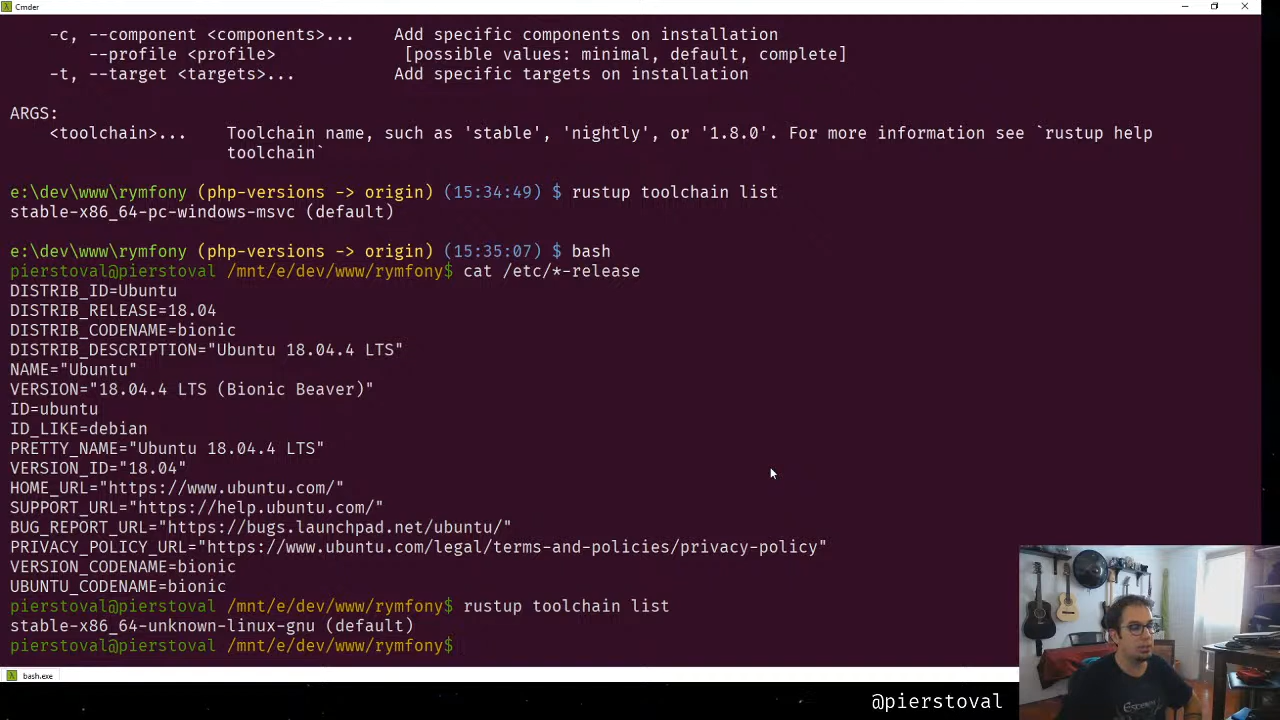 Cmder
-c, --component <components>...    Add specific components on installation
--profile <profile>    [possible values: minimal, default, complete]
-t, --target <targets>...    Add specific targets on installation
ARGS:
<toolchain>...    Toolchain name, such as 'stable', 'nightly', or '1.8.0'. For more information see `rustup help
toolchain`
e:\dev\www\rymfony (php-versions -> origin) (15:34:49) $ rustup toolchain list
stable-x86_64-pc-windows-msvc (default)
e:\dev\www\rymfony (php-versions -> origin) (15:35:07) $ bash
pierstoval@pierstoval /mnt/e/dev/www/rymfony$ cat /etc/*-release
DISTRIB_ID=Ubuntu
DISTRIB_RELEASE=18.04
DISTRIB_CODENAME=bionic
DISTRIB_DESCRIPTION="Ubuntu 18.04.4 LTS"
NAME="Ubuntu"
VERSION="18.04.4 LTS (Bionic Beaver)"
ID=ubuntu
ID_LIKE=debian
PRETTY_NAME="Ubuntu 18.04.4 LTS"
VERSION_ID="18.04"
HOME_URL="https://www.ubuntu.com/"
SUPPORT_URL="https://help.ubuntu.com/"
BUG_REPORT_URL="https://bugs.launchpad.net/ubuntu/"
PRIVACY_POLICY_URL="https://www.ubuntu.com/legal/terms-and-policies/privacy-policy"
VERSION_CODENAME=bionic
UBUNTU_CODENAME=bionic
pierstoval@pierstoval /mnt/e/dev/www/rymfony$ rustup toolchain list
stable-x86_64-unknown-linux-gnu (default)
pierstoval@pierstoval /mnt/e/dev/www/rymfony$
bash.exe
@pierstoval